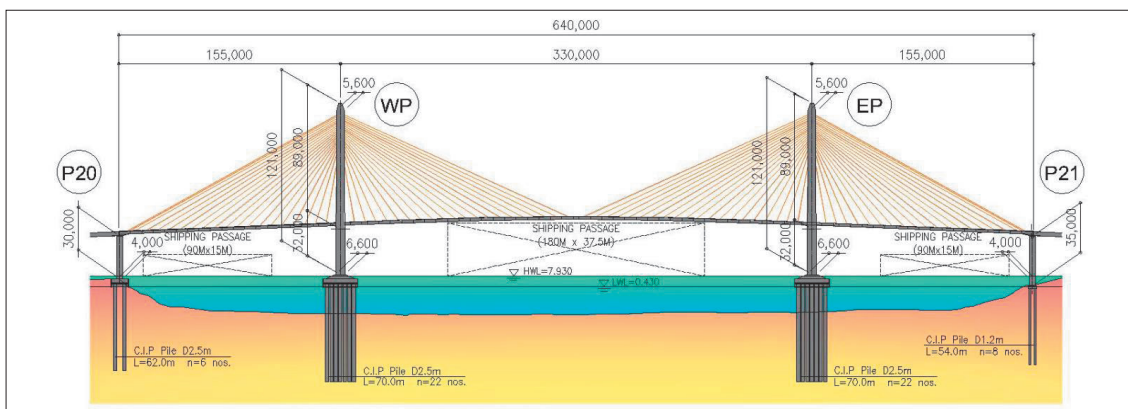 640,000
155,000 330,000 155,000
5,600 5,600
WP EP
121,000 89,000 121,000 89,000
P20 P21
30,000 32,000 32,000 35,000
SHIPPING PASSAGE
(90Mx15M)
4,000
6,600
SHIPPING PASSAGE
(180M x 37.5M)
6,600
SHIPPING PASSAGE
(90Mx15M)
4,000
HWL=7.930
LWL=0.430
C.I.P Pile D2.5m
L=62.0m n=6 nos.
C.I.P Pile D2.5m
L=70.0m n=22 nos.
C.I.P Pile D2.5m
L=70.0m n=22 nos.
C.I.P Pile D1.2m
L=54.0m n=8 nos.